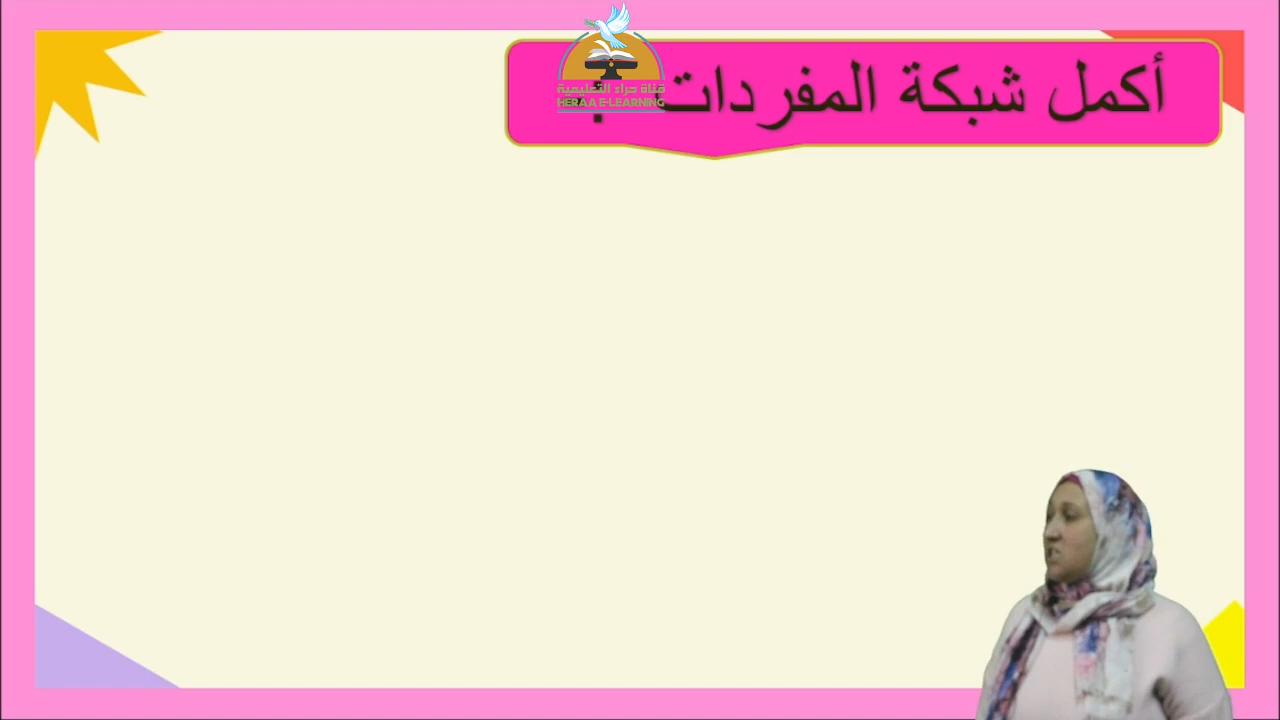 أكمل شبكة المفردات
قناة حراء التعليمية
HERAA E-LEARNING